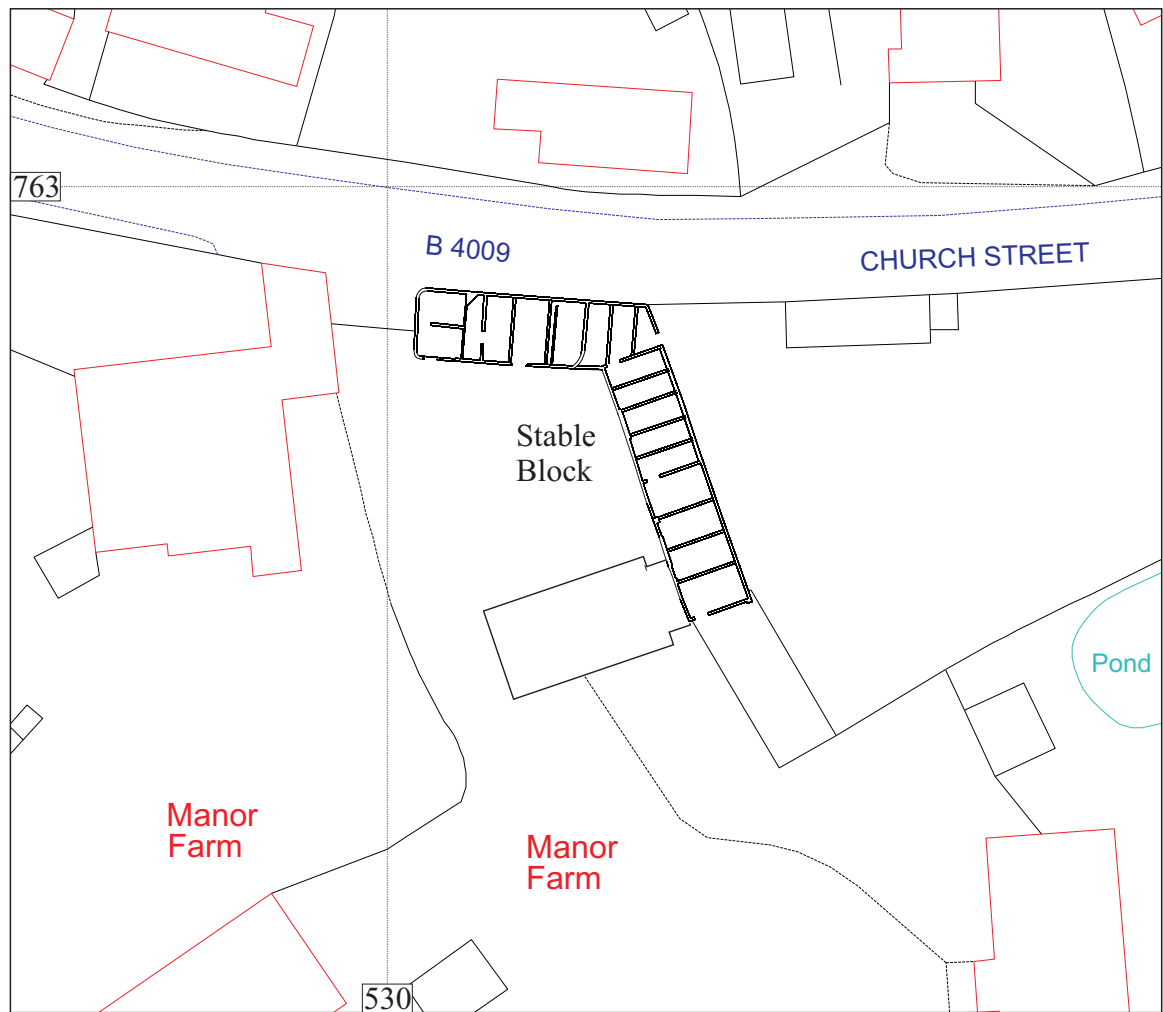 763
B 4009
CHURCH STREET
Stable
Block
Pond
Manor
Farm
Manor
Farm
530